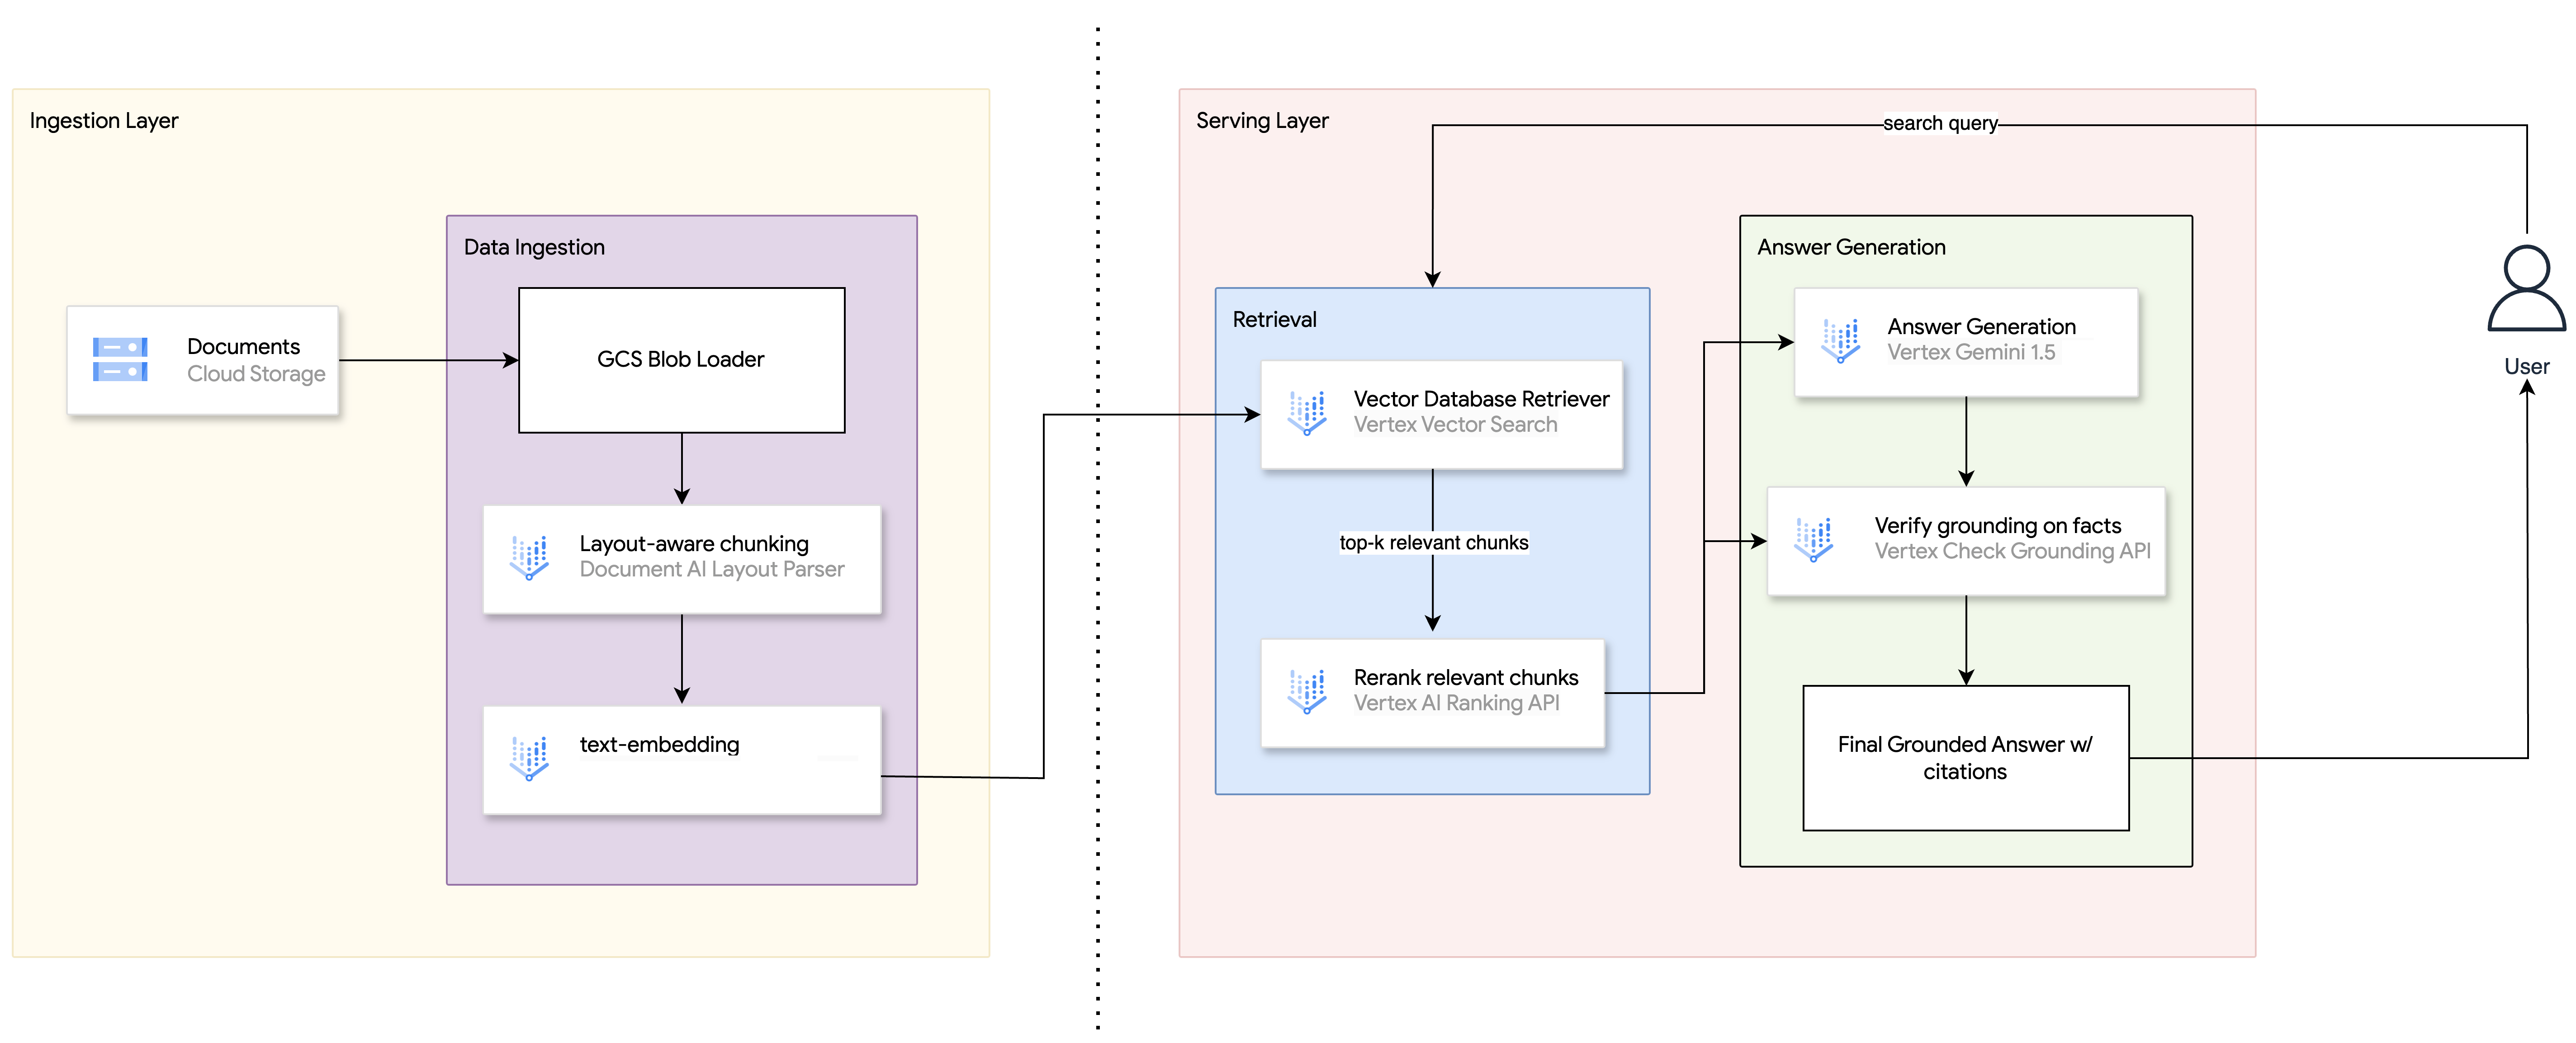 Ingestion Layer
Data Ingestion
Documents
Cloud Storage
GCS Blob Loader
Layout-aware chunking
Document AI Layout Parser
text-embedding
Serving Layer
search query
Retrieval
Vector Database Retriever
Vertex Vector Search
top-k relevant chunks
Rerank relevant chunks
Vertex AI Ranking API
Answer Generation
Answer Generation
Vertex Gemini 1.5
Verify grounding on facts
Vertex Check Grounding API
Final Grounded Answer w/
citations
User